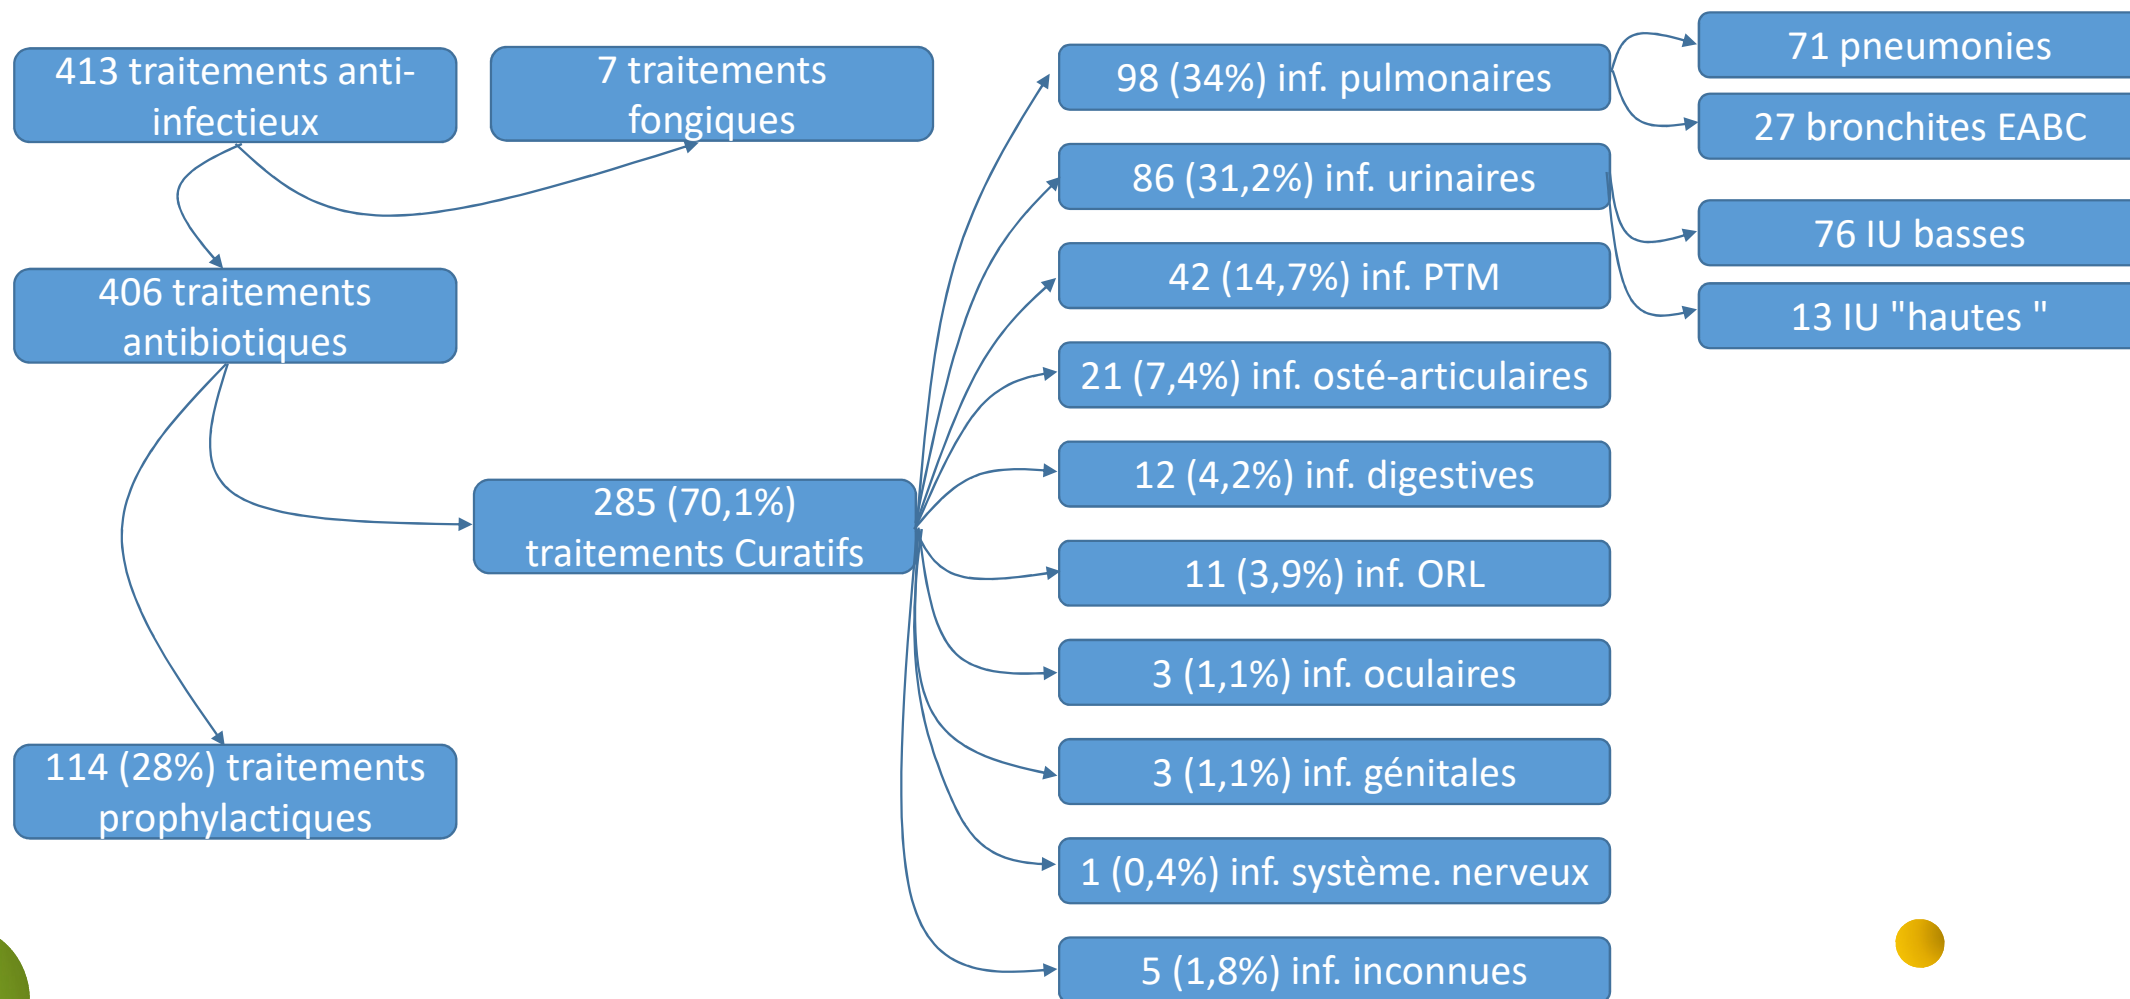 413 traitements anti-
infectieux
7 traitements
fongiques
406 traitements
antibiotiques
285 (70,1%)
traitements Curatifs
114 (28%) traitements
prophylactiques
98 (34%) inf. pulmonaires
86 (31,2%) inf. urinaires
42 (14,7%) inf. PTM
21 (7,4%) inf. osté-articulaires
12 (4,2%) inf. digestives
11 (3,9%) inf. ORL
3 (1,1%) inf. oculaires
3 (1,1%) inf. génitales
1 (0,4%) inf. système. nerveux
5 (1,8%) inf. inconnues
71 pneumonies
27 bronchites EABC
76 IU basses
13 IU "hautes "